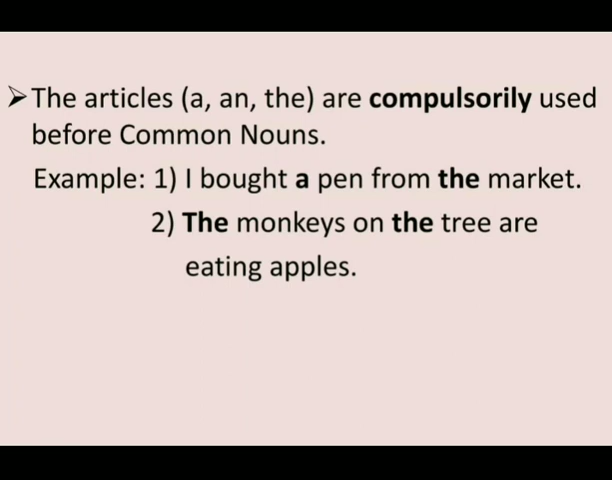 ➢The articles (a, an, the) are compulsorily used
before Common Nouns.
Example: 1) I bought a pen from the market.
2) The monkeys on the tree are
eating apples.